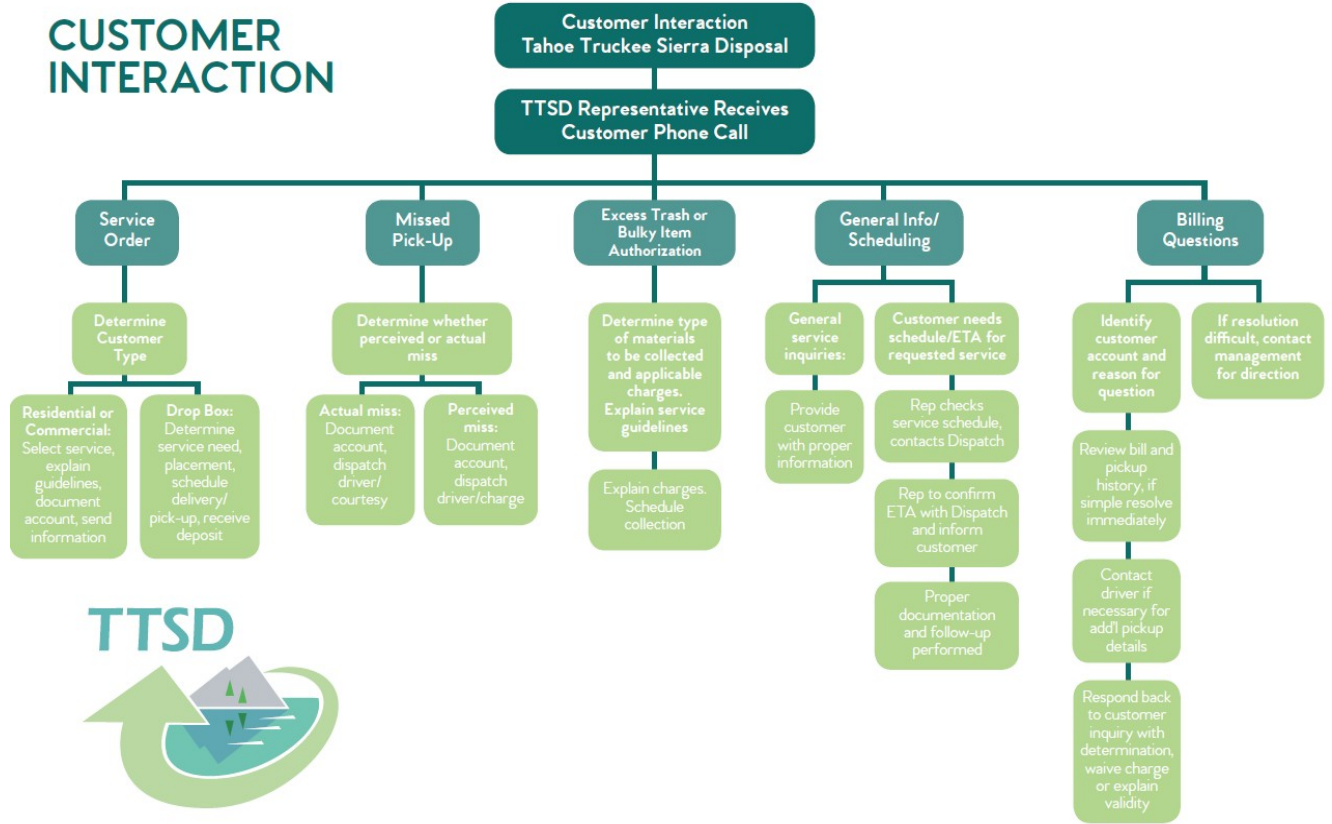 CUSTOMER
INTERACTION
Customer Interaction
Tahoe Truckee Sierra Disposal
TTSD Representative Receives
Customer Phone Call
Service
Order
Missed
Pick-Up
Excess Trash or
Bulky Item
Authorization
General Info/
Scheduling
Billing
Questions
Determine
Customer
Type
Determine whether
perceived or actual
miss
Determine type
of materials
to be collected
and applicable
charges.
Explain service
guidelines
General
service
inquiries:
Customer needs
schedule/ETA for
requested service
Identify
customer
account and
reason for
question
If resolution
difficult, contact
management
for direction
Residential or
Commercial:
Select service,
explain
guidelines,
document
account, send
information
Drop Box:
Determine
service need,
placement,
schedule
delivery/
pick-up, receive
deposit
Actual miss:
Document
account,
dispatch
driver/
courtesy
Perceived
miss:
Document
account,
dispatch
driver/charge
Explain charges.
Schedule
collection
Provide
customer
with proper
information
Rep checks
service schedule,
contacts Dispatch
Rep to confirm
ETA with Dispatch
and inform
customer
Proper
documentation
and follow-up
performed
Review bill and
pickup
history, if
simple resolve
immediately
Contact
driver if
necessary for
add'l pickup
details
Respond back
to customer
inquiry with
determination,
waive charge
or explain
validity
TTSD